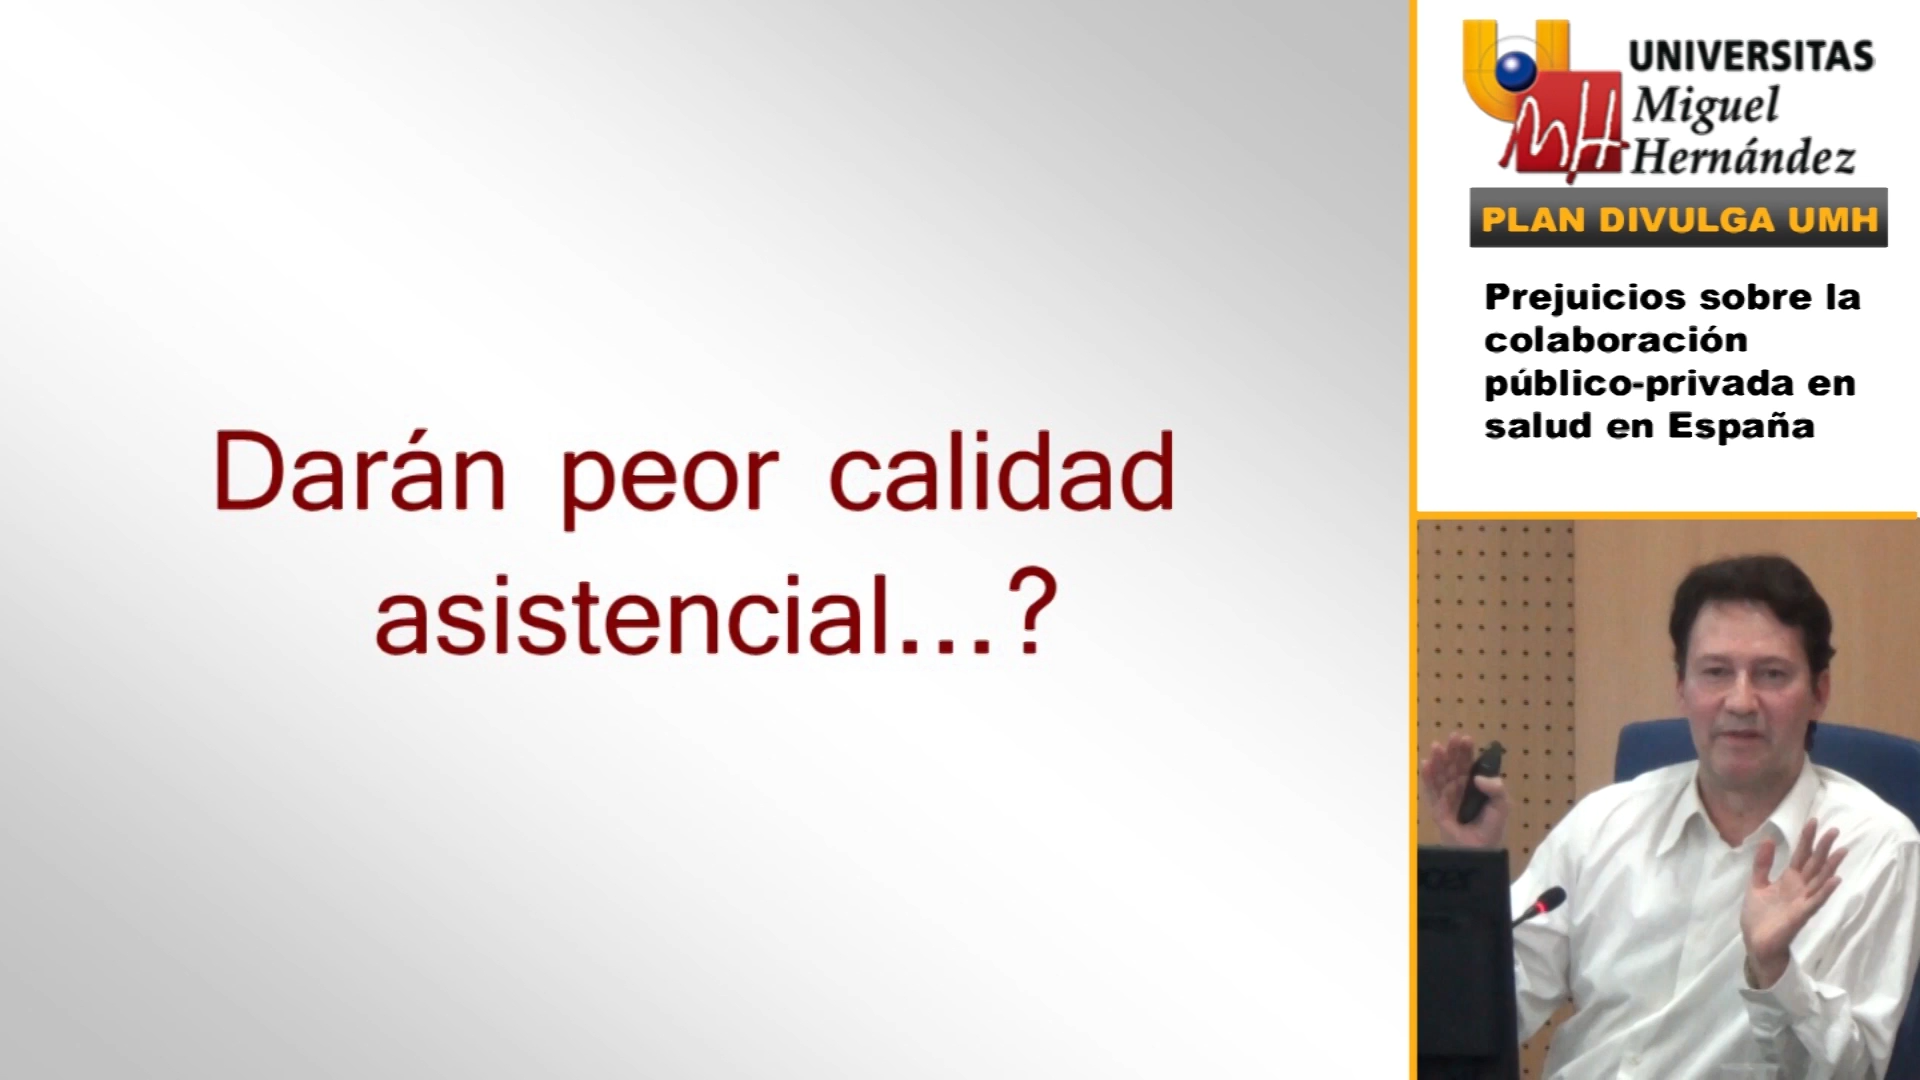 Darán peor calidad
asistencial...?
UNIVERSITAS
Miguel
Hernández
PLAN DIVULGA UMH
Prejuicios sobre la
colaboración
público-privada en
salud en España
acer